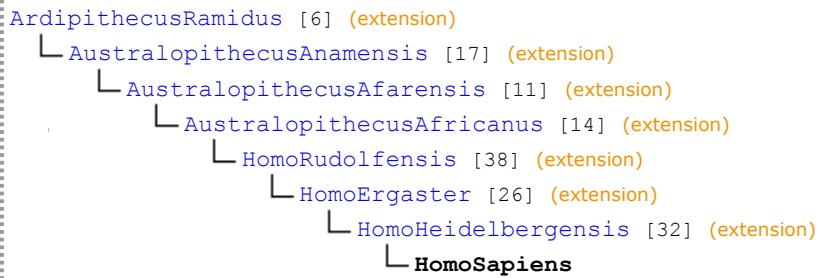 ArdipithecusRamidus [6] (extension)
AustralopithecusAnamensis [17] (extension)
AustralopithecusAfarensis [11] (extension)
AustralopithecusAfricanus [14] (extension)
HomoRudolfensis [38] (extension)
HomoErgaster [26] (extension)
HomoHeidelbergensis [32] (extension)
HomoSapiens